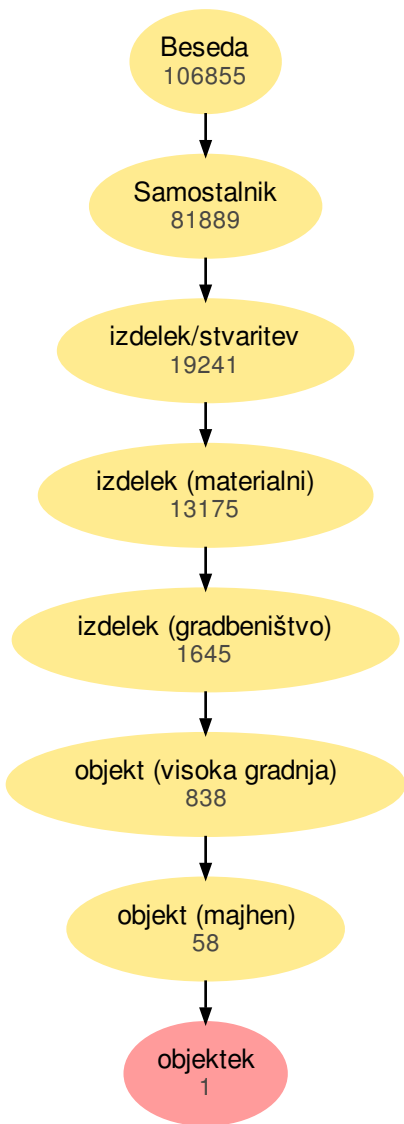 Beseda
106855
Samostalnik
81889
izdelek/stvaritev
19241
izdelek (materialni)
13175
izdelek (gradbeništvo)
1645
objekt (visoka gradnja)
838
objekt (majhen)
58
objektek
1